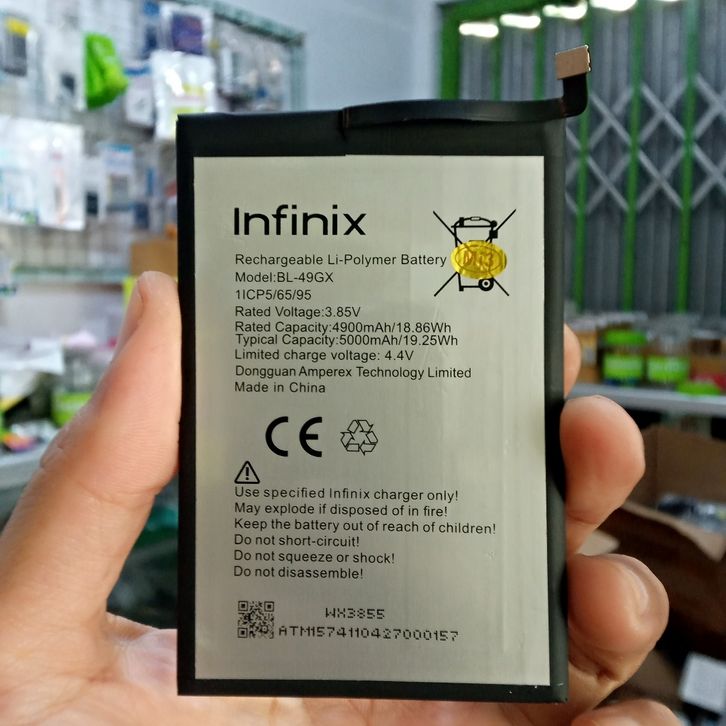 Infinix
Rechargeable Li-Polymer Battery
Model:BL-49GX
1ICP5/65/95
Rated Voltage:3.85V
Rated Capacity:4900mAh/18.86Wh
Typical Capacity:5000mAh/19.25Wh
Limited charge voltage: 4.4V
Dongguan Amperex Technology Limited
Made in China
M13
CE
Use specified Infinix charger only!
May explode if disposed of in fire!
Keep the battery out of reach of children!
Do not short-circuit!
Do not squeeze or shock!
Do not disassemble!
WX3855
ATM1574110427000157